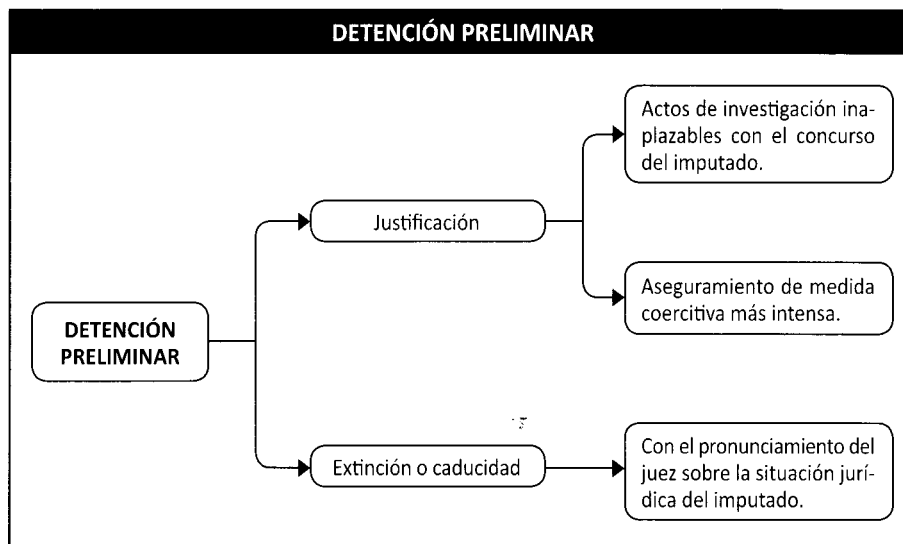 DETENCIÓN PRELIMINAR
Actos de investigación ina-
plazables con el concurso
del imputado.
Justificación
Aseguramiento de medida
coercitiva más intensa.
DETENCIÓN
PRELIMINAR
Extinción o caducidad
Con el pronunciamiento del
juez sobre la situación jurí-
dica del imputado.